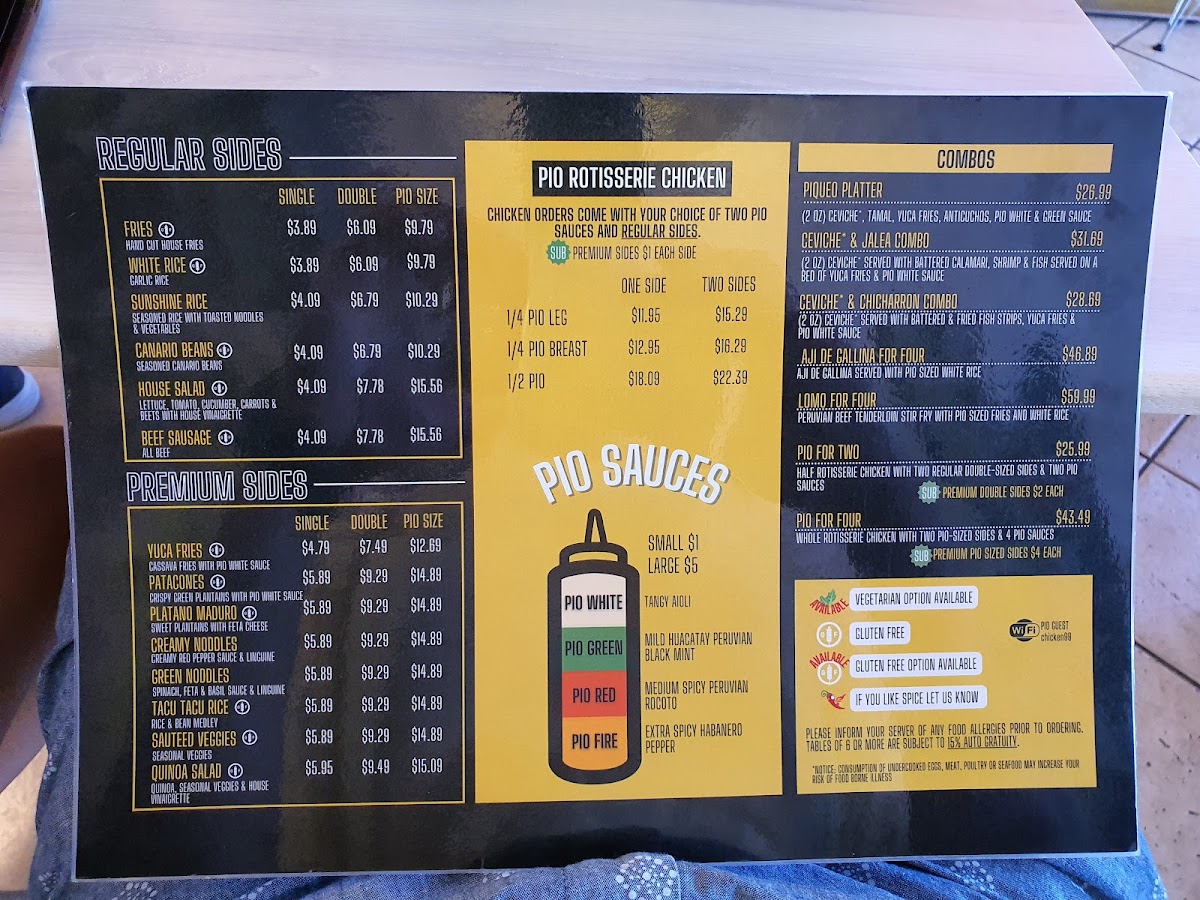 REGULAR SIDES
SINGLE DOUBLE PIO SIZE
FRIES $3.89 $6.09 $9.79
HAND CUT HOUSE FRIES
WHITE RICE $3.89 $6.09 $9.79
GARLIC RICE
SUNSHINE RICE $4.09 $6.79 $10.29
SEASONED RICE WITH TOASTED NOODLES
& VEGETABLES
CANARIO BEANS $4.09 $6.79 $10.29
SEASONED CANARIO BEANS
HOUSE SALAD $4.09 $7.78 $15.56
LETTUCE, TOMATO, CUCUMBER, CARROTS &
BEETS WITH HOUSE VINAIGRETTE
BEEF SAUSAGE $4.09 $7.78 $15.56
ALL BEEF
PREMIUM SIDES
SINGLE DOUBLE PIO SIZE
YUCA FRIES $4.79 $7.49 $12.69
CASSAVA FRIES WITH PIO WHITE SAUCE
PATACONES $5.89 $9.29 $14.89
CRISPY GREEN PLANTAINS WITH PIO WHITE SAUCE
PLATANO MADURO $5.89 $9.29 $14.89
SWEET PLANTAINS WITH FETA CHEESE
CREAMY NOODLES $5.89 $9.29 $14.89
CREAMY RED PEPPER SAUCE & LINGUINE
GREEN NOODLES $5.89 $9.29 $14.89
SPINACH, FETA & BASIL SAUCE & LINGUINE
TACU TACU RICE $5.89 $9.29 $14.89
RICE & BEAN MEDLEY
SAUTEED VEGGIES $5.89 $9.29 $14.89
SEASONAL VEGGIES
QUINOA SALAD $5.95 $9.49 $15.09
QUINOA, SEASONAL VEGGIES & HOUSE
VINAIGRETTE
PIO ROTISSERIE CHICKEN
CHICKEN ORDERS COME WITH YOUR CHOICE OF TWO PIO
SAUCES AND REGULAR SIDES.
SUB PREMIUM SIDES $1 EACH SIDE
ONE SIDE TWO SIDES
1/4 PIO LEG $11.95 $15.29
1/4 PIO BREAST $12.95 $16.29
1/2 PIO $18.09 $22.39
PIO SAUCES
SMALL $1
LARGE $5
PIO WHITE TANGY AIOLI
PIO GREEN MILD HUACATAY PERUVIAN
BLACK MINT
PIO RED MEDIUM SPICY PERUVIAN
ROCOTO
PIO FIRE EXTRA SPICY HABANERO
PEPPER
COMBOS
PIQUEO PLATTER $26.99
(2 OZ) CEVICHE*, TAMAL, YUCA FRIES, ANTICUCHOS, PIO WHITE & GREEN SAUCE
CEVICHE* & JALEA COMBO $31.69
(2 OZ) CEVICHE* SERVED WITH BATTERED CALAMARI, SHRIMP & FISH SERVED ON A
BED OF YUCA FRIES & PIO WHITE SAUCE
CEVICHE* & CHICHARRON COMBO $28.69
(2 OZ) CEVICHE* SERVED WITH BATTERED & FRIED FISH STRIPS, YUCA FRIES &
PIO WHITE SAUCE
AJI DE GALLINA FOR FOUR $46.89
AJI DE GALLINA SERVED WITH PIO SIZED WHITE RICE
LOMO FOR FOUR $59.99
PERUVIAN BEEF TENDERLOIN STIR FRY WITH PIO SIZED FRIES AND WHITE RICE
PIO FOR TWO $25.99
HALF ROTISSERIE CHICKEN WITH TWO REGULAR DOUBLE-SIZED SIDES & TWO PIO
SAUCES
SUB PREMIUM DOUBLE SIDES $2 EACH
PIO FOR FOUR $43.49
WHOLE ROTISSERIE CHICKEN WITH TWO PIO-SIZED SIDES & 4 PIO SAUCES
SUB PREMIUM PIO SIZED SIDES $4 EACH
AVAILABLE VEGETARIAN OPTION AVAILABLE
G F GLUTEN FREE
AVAILABLE G F GLUTEN FREE OPTION AVAILABLE
IF YOU LIKE SPICE LET US KNOW
WiFi PIO GUEST
chicken99
PLEASE INFORM YOUR SERVER OF ANY FOOD ALLERGIES PRIOR TO ORDERING.
TABLES OF 6 OR MORE ARE SUBJECT TO 15% AUTO GRATUITY.
*NOTICE: CONSUMPTION OF UNDERCOOKED EGGS, MEAT, POULTRY OR SEAFOOD MAY INCREASE YOUR
RISK OF FOOD BORNE ILLNESS